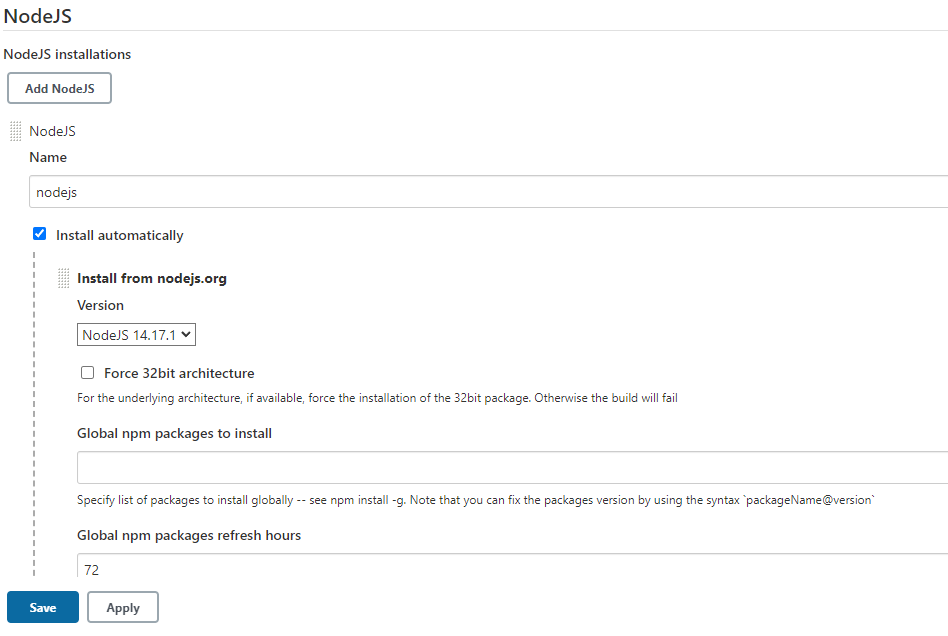 NodeJS
NodeJS installations
Add NodeJS
NodeJS
Name
nodejs
Install automatically
Install from nodejs.org
Version
NodeJS 14.17.1
Force 32bit architecture
For the underlying architecture, if available, force the installation of the 32bit package. Otherwise the build will fail
Global npm packages to install
Specify list of packages to install globally -- see npm install -g. Note that you can fix the packages version by using the syntax `packageName@version`
Global npm packages refresh hours
72
Save
Apply